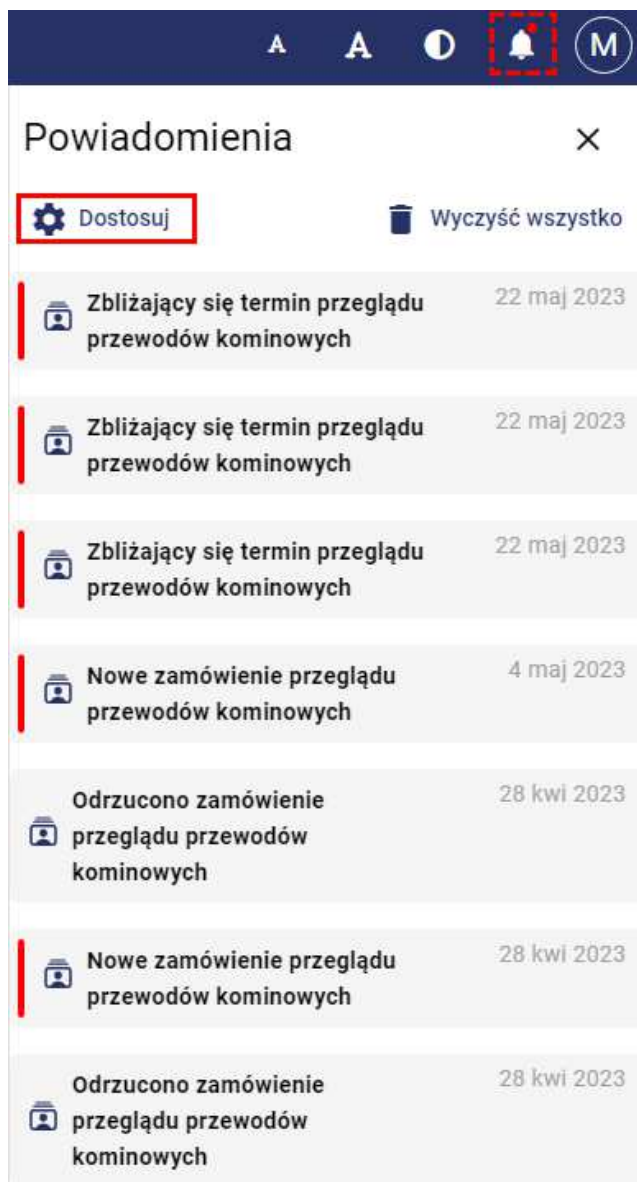 A A M
Powiadomienia
Dostosuj Wyczyść wszystko
Zbliżający się termin przeglądu 22 maj 2023
przewodów kominowych
Zbliżający się termin przeglądu 22 maj 2023
przewodów kominowych
Zbliżający się termin przeglądu 22 maj 2023
przewodów kominowych
Nowe zamówienie przeglądu 4 maj 2023
przewodów kominowych
Odrzucono zamówienie 28 kwi 2023
przeglądu przewodów
kominowych
Nowe zamówienie przeglądu 28 kwi 2023
przewodów kominowych
Odrzucono zamówienie 28 kwi 2023
przeglądu przewodów
kominowych